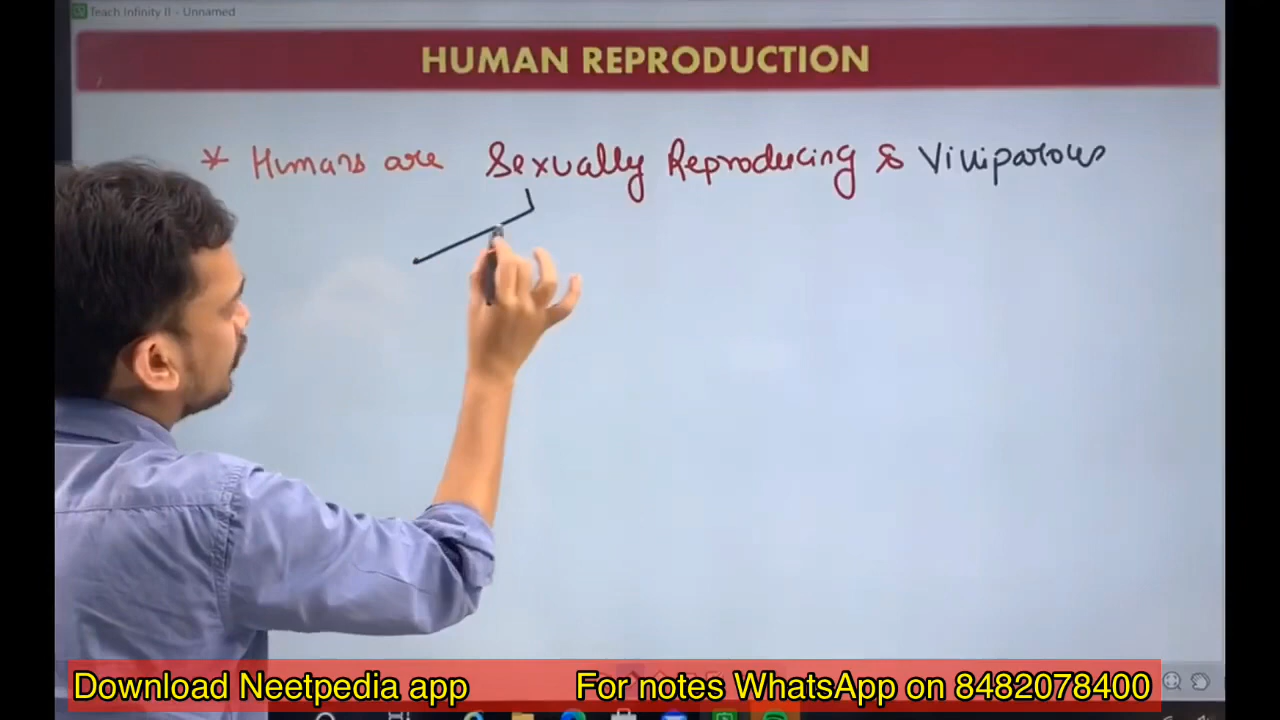 Teach Infinity II - Unnamed
HUMAN REPRODUCTION
* Humans are Sexually Reproducing & Viviparous
Download Neetpedia app For notes WhatsApp on 8482078400